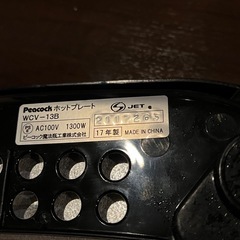 Peacock ホットプレート
WCV-13B
JET
AC100V 1300W
ピーコック魔法瓶工業株式会社
17年製 MADE IN CHINA